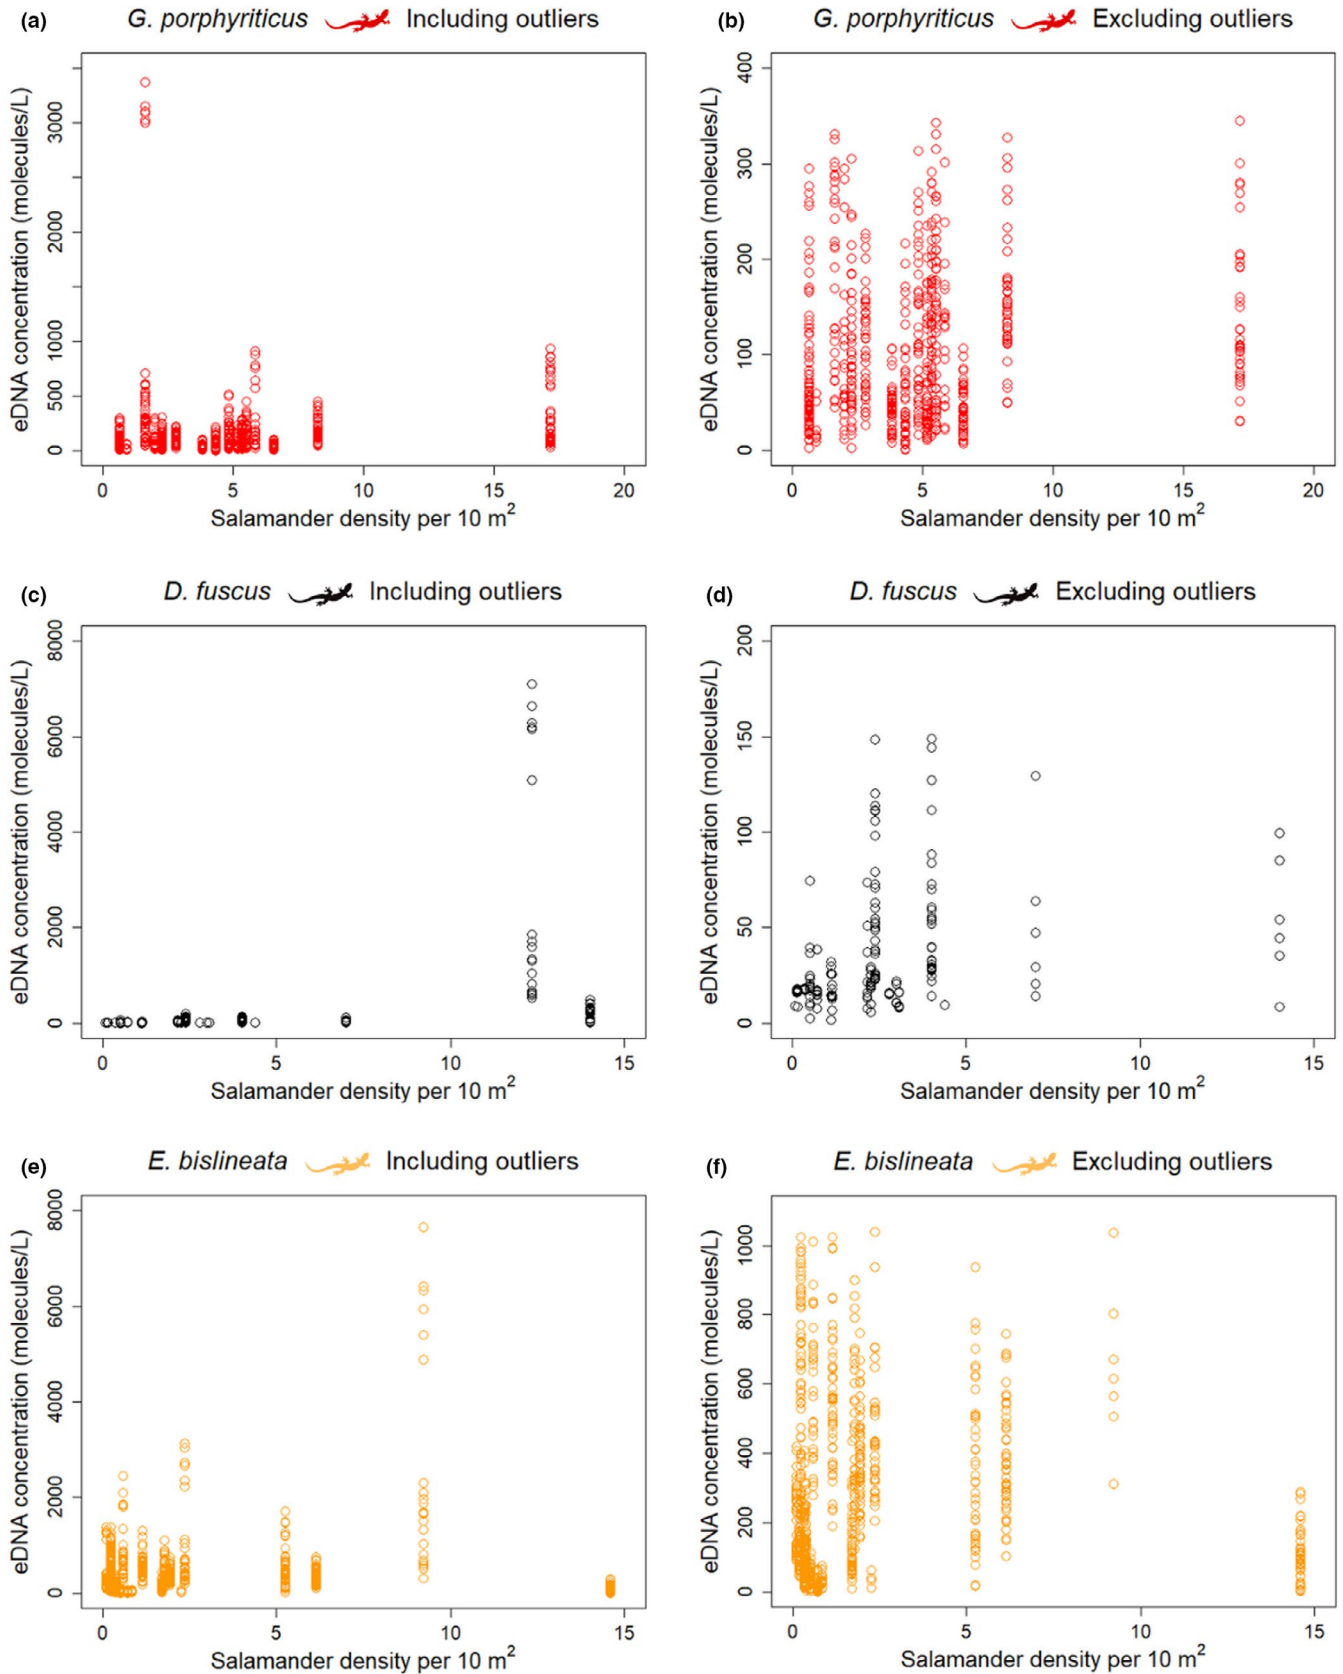 (a) G. porphyriticus Including outliers
eDNA concentration (molecules/L)
3000
2000
1000
500
0
0 5 10 15 20
Salamander density per 10 m²
(b) G. porphyriticus Excluding outliers
eDNA concentration (molecules/L)
400
300
200
100
0
0 5 10 15 20
Salamander density per 10 m²
(c) D. fuscus Including outliers
eDNA concentration (molecules/L)
8000
6000
4000
2000
0
0 5 10 15
Salamander density per 10 m²
(d) D. fuscus Excluding outliers
eDNA concentration (molecules/L)
200
150
100
50
0
0 5 10 15
Salamander density per 10 m²
(e) E. bislineata Including outliers
eDNA concentration (molecules/L)
8000
6000
4000
2000
0
0 5 10 15
Salamander density per 10 m²
(f) E. bislineata Excluding outliers
eDNA concentration (molecules/L)
1000
800
600
400
200
0
0 5 10 15
Salamander density per 10 m²